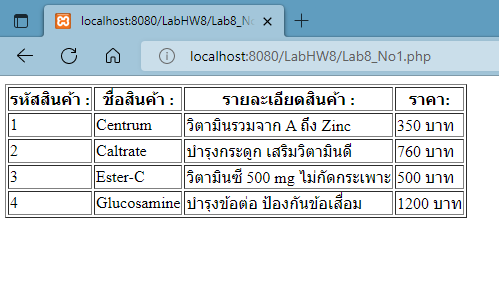 localhost:8080/LabHW8/Lab8_No
localhost:8080/LabHW8/Lab8_No1.php
รหัสสินค้า : ชื่อสินค้า : รายละเอียดสินค้า : ราคา:
1 Centrum วิตามินรวมจาก A ถึง Zinc 350 บาท
2 Caltrate บำรุงกระดูก เสริมวิตามินดี 760 บาท
3 Ester-C วิตามินซี 500 mg ไม่กัดกระเพาะ 500 บาท
4 Glucosamine บำรุงข้อต่อ ป้องกันข้อเสื่อม 1200 บาท